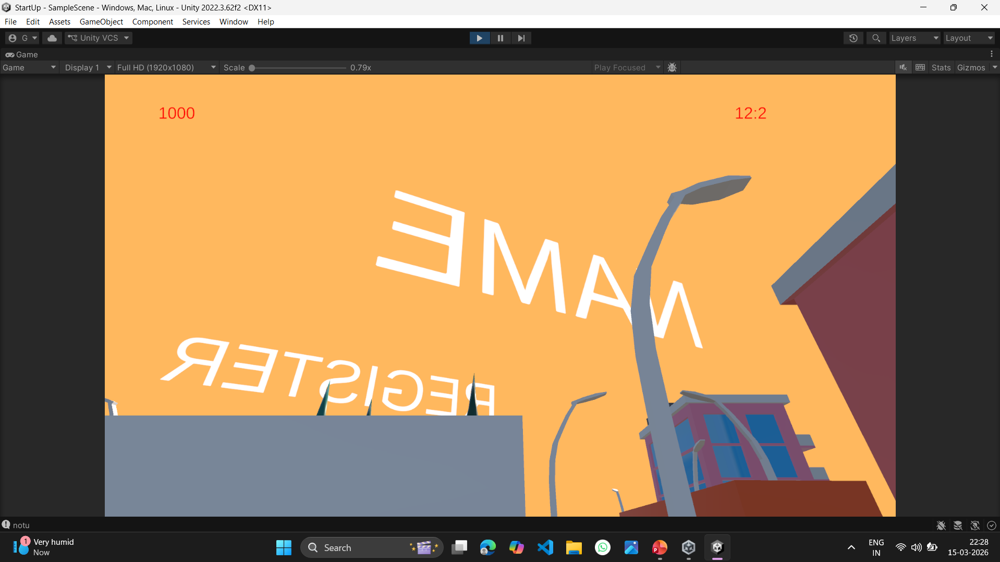 StartUp - SampleScene - Windows, Mac, Linux - Unity 2022.3.62f2 <DX11>
File Edit Assets GameObject Component Services Window Help
G Unity VCS Layers Layout
Game
Game Display 1 Full HD (1920x1080) Scale 0.79x Play Focused Stats Gizmos
1000 12:2
NAME
REGISTER
notu
1 Very humid
Now
Search
ENG
IN
22:28
15-03-2026